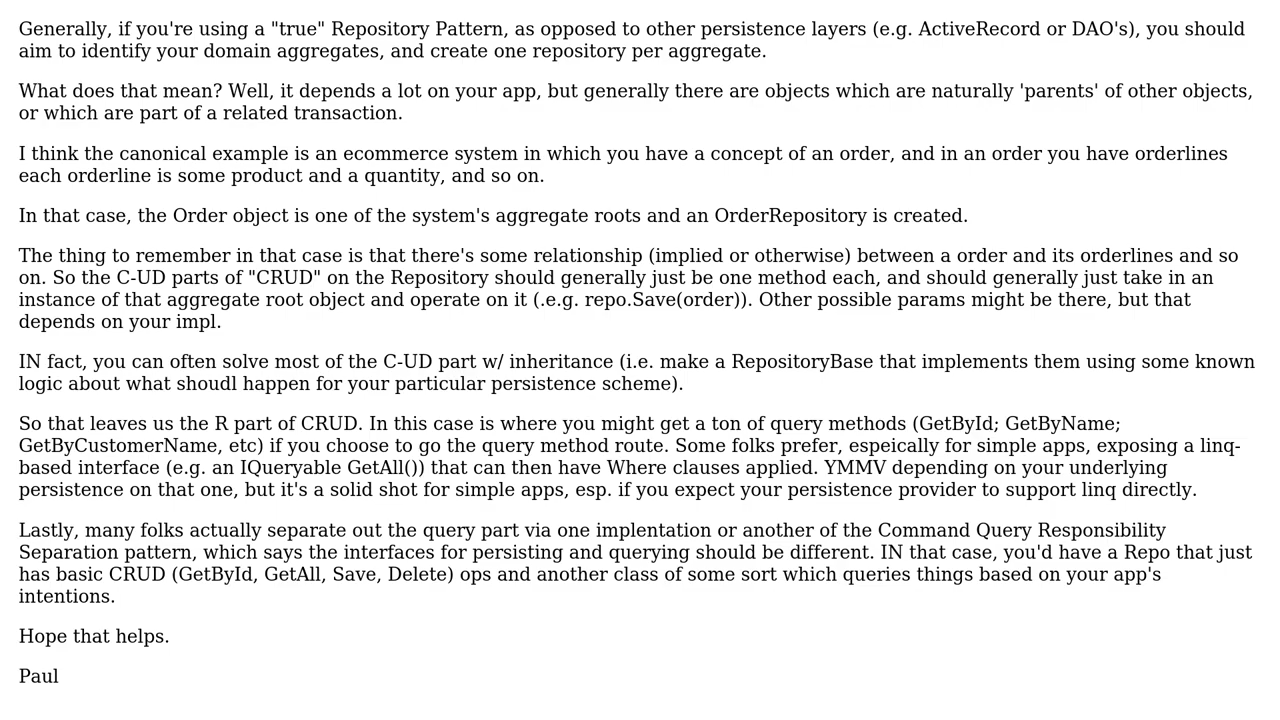 Generally, if you're using a "true" Repository Pattern, as opposed to other persistence layers (e.g. ActiveRecord or DAO's), you should
aim to identify your domain aggregates, and create one repository per aggregate.
What does that mean? Well, it depends a lot on your app, but generally there are objects which are naturally 'parents' of other objects,
or which are part of a related transaction.
I think the canonical example is an ecommerce system in which you have a concept of an order, and in an order you have orderlines
each orderline is some product and a quantity, and so on.
In that case, the Order object is one of the system's aggregate roots and an OrderRepository is created.
The thing to remember in that case is that there's some relationship (implied or otherwise) between a order and its orderlines and so
on. So the C-UD parts of "CRUD" on the Repository should generally just be one method each, and should generally just take in an
instance of that aggregate root object and operate on it (.e.g. repo.Save(order)). Other possible params might be there, but that
depends on your impl.
IN fact, you can often solve most of the C-UD part w/ inheritance (i.e. make a RepositoryBase that implements them using some known
logic about what shoudl happen for your particular persistence scheme).
So that leaves us the R part of CRUD. In this case is where you might get a ton of query methods (GetById; GetByName;
GetByCustomerName, etc) if you choose to go the query method route. Some folks prefer, espeically for simple apps, exposing a linq-
based interface (e.g. an IQueryable GetAll()) that can then have Where clauses applied. YMMV depending on your underlying
persistence on that one, but it's a solid shot for simple apps, esp. if you expect your persistence provider to support linq directly.
Lastly, many folks actually separate out the query part via one implentation or another of the Command Query Responsibility
Separation pattern, which says the interfaces for persisting and querying should be different. IN that case, you'd have a Repo that just
has basic CRUD (GetById, GetAll, Save, Delete) ops and another class of some sort which queries things based on your app's
intentions.
Hope that helps.
Paul